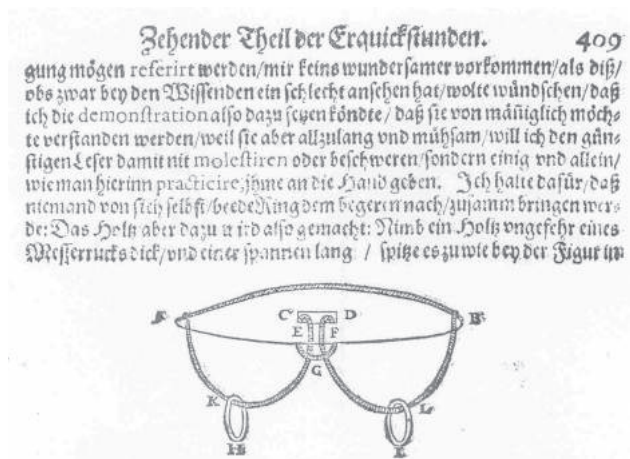 Zehender Theil der Erquickstunden. 409
gung mögen referirt werden/mir keins wundersamer vorkommen/als diß/
obs zwar bey den Wissenden ein schlecht ansehen hat/wolte wündschen/daß
ich die demonstration also dazu setzen köndte/ daß sie von mäñiglich möch-
te verstanden werden/weil sie aber allzulang vnd mühsam/will ich den gün-
stigen Leser damit nit molestiren oder beschweren/sondern einig vnd allein/
wie man hierinn practicire,jhme an die Hand geben. Ich halte dafür/daß
niemand von sich selbst/beede Ring dem begeren nach/zusamm bringen wer-
de: Das Holtz aber dazu wird also gemacht: Nimb ein Holtz vngefehr eines
Messerrucks dick/vnd einer spannen lang / spitze es zu wie bey der Figur im
A C D B
E F
G
K L
H I